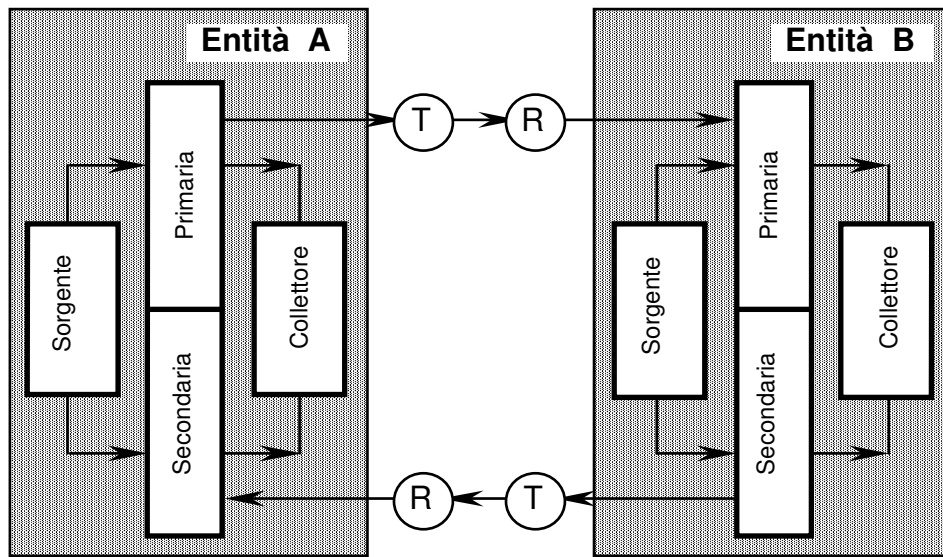 Entità A
Entità B
T
R
Primaria
Sorgente
Collettore
Secondaria
Primaria
Sorgente
Collettore
Secondaria
R
T